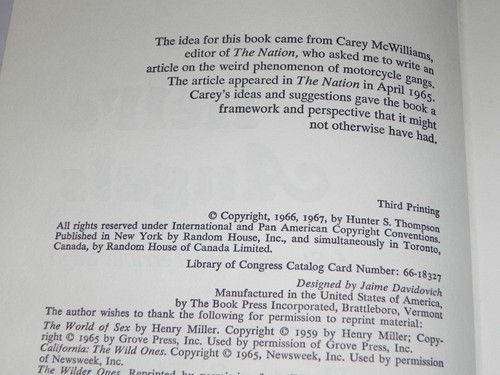 The idea for this book came from Carey McWilliams,
editor of The Nation, who asked me to write an
article on the weird phenomenon of motorcycle gangs.
The article appeared in The Nation in April 1965.
Carey's ideas and suggestions gave the book a
framework and perspective that it might
not otherwise have had.
Third Printing
© Copyright, 1966, 1967, by Hunter S. Thompson
All rights reserved under International and Pan American Copyright Conventions.
Published in New York by Random House, Inc., and simultaneously in Toronto,
Canada, by Random House of Canada Limited.
Library of Congress Catalog Card Number: 66-18327
Designed by Jaime Davidovich
Manufactured in the United States of America,
by The Book Press Incorporated, Brattleboro, Vermont
The author wishes to thank the following for permission to reprint material:
The World of Sex by Henry Miller. Copyright © 1959 by Henry Miller; Copy-
right © 1965 by Grove Press, Inc. Used by permission of Grove Press, Inc.
California: The Wild Ones. Copyright © 1965, Newsweek, Inc. Used by permission
of Newsweek, Inc.
The Wilder Ones. Reprinted by permission